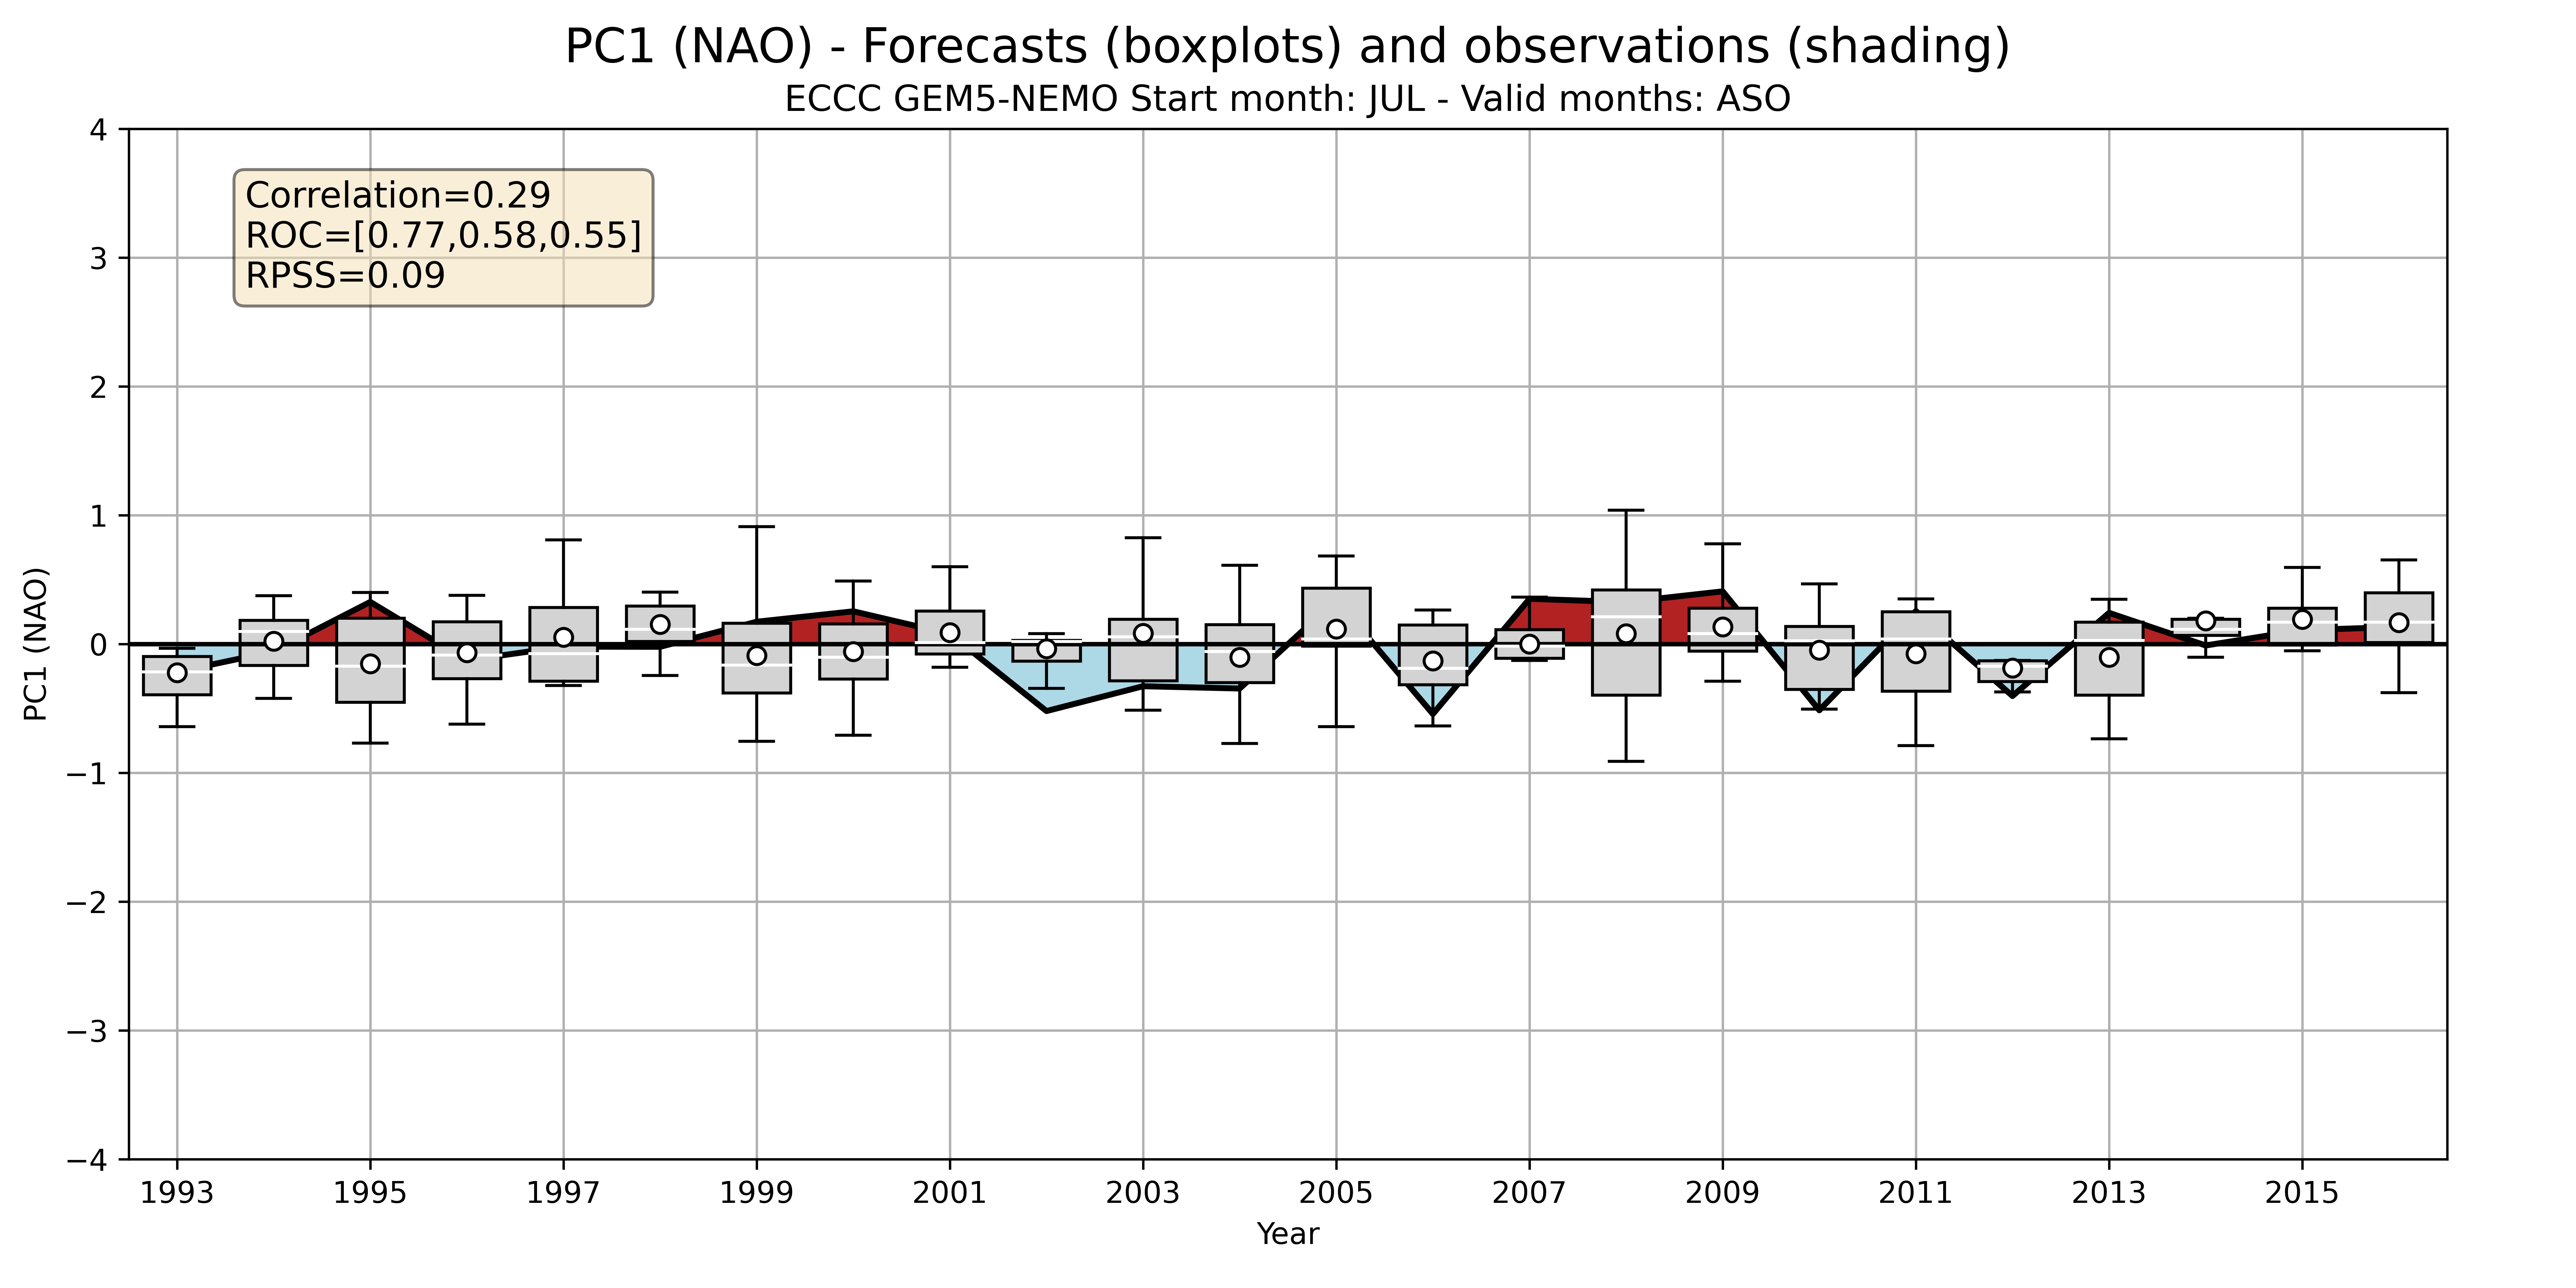 PC1 (NAO) - Forecasts (boxplots) and observations (shading)
ECCC GEM5-NEMO Start month: JUL - Valid months: ASO
Correlation=0.29
ROC=[0.77,0.58,0.55]
RPSS=0.09
PC1 (NAO)
4
3
2
1
0
−1
−2
−3
−4
1993 1995 1997 1999 2001 2003 2005 2007 2009 2011 2013 2015
Year